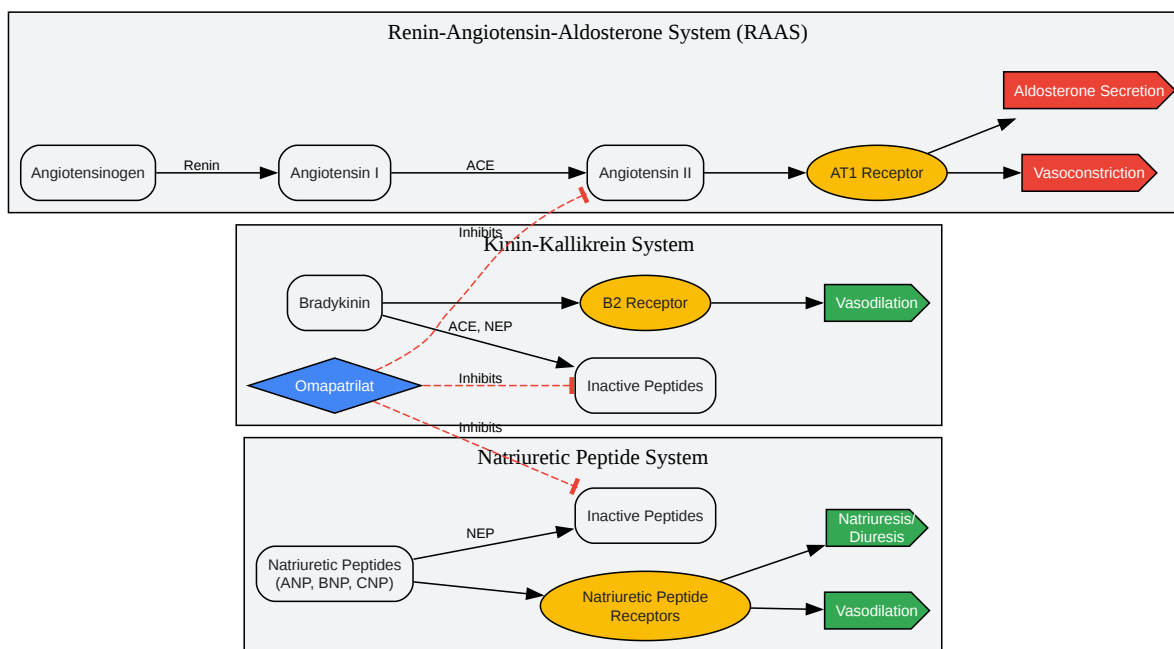 Renin-Angiotensin-Aldosterone System (RAAS)
Aldosterone Secretion
Angiotensinogen
Renin
Angiotensin I
ACE
Angiotensin II
AT1 Receptor
Vasoconstriction
Inhibits
Kinin-Kallikrein System
Bradykinin
B2 Receptor
Vasodilation
ACE, NEP
Omapatrilat
Inhibits
Inactive Peptides
Inhibits
Natriuretic Peptide System
Inactive Peptides
NEP
Natriuresis/
Diuresis
Natriuretic Peptides
(ANP, BNP, CNP)
Natriuretic Peptide
Receptors
Vasodilation